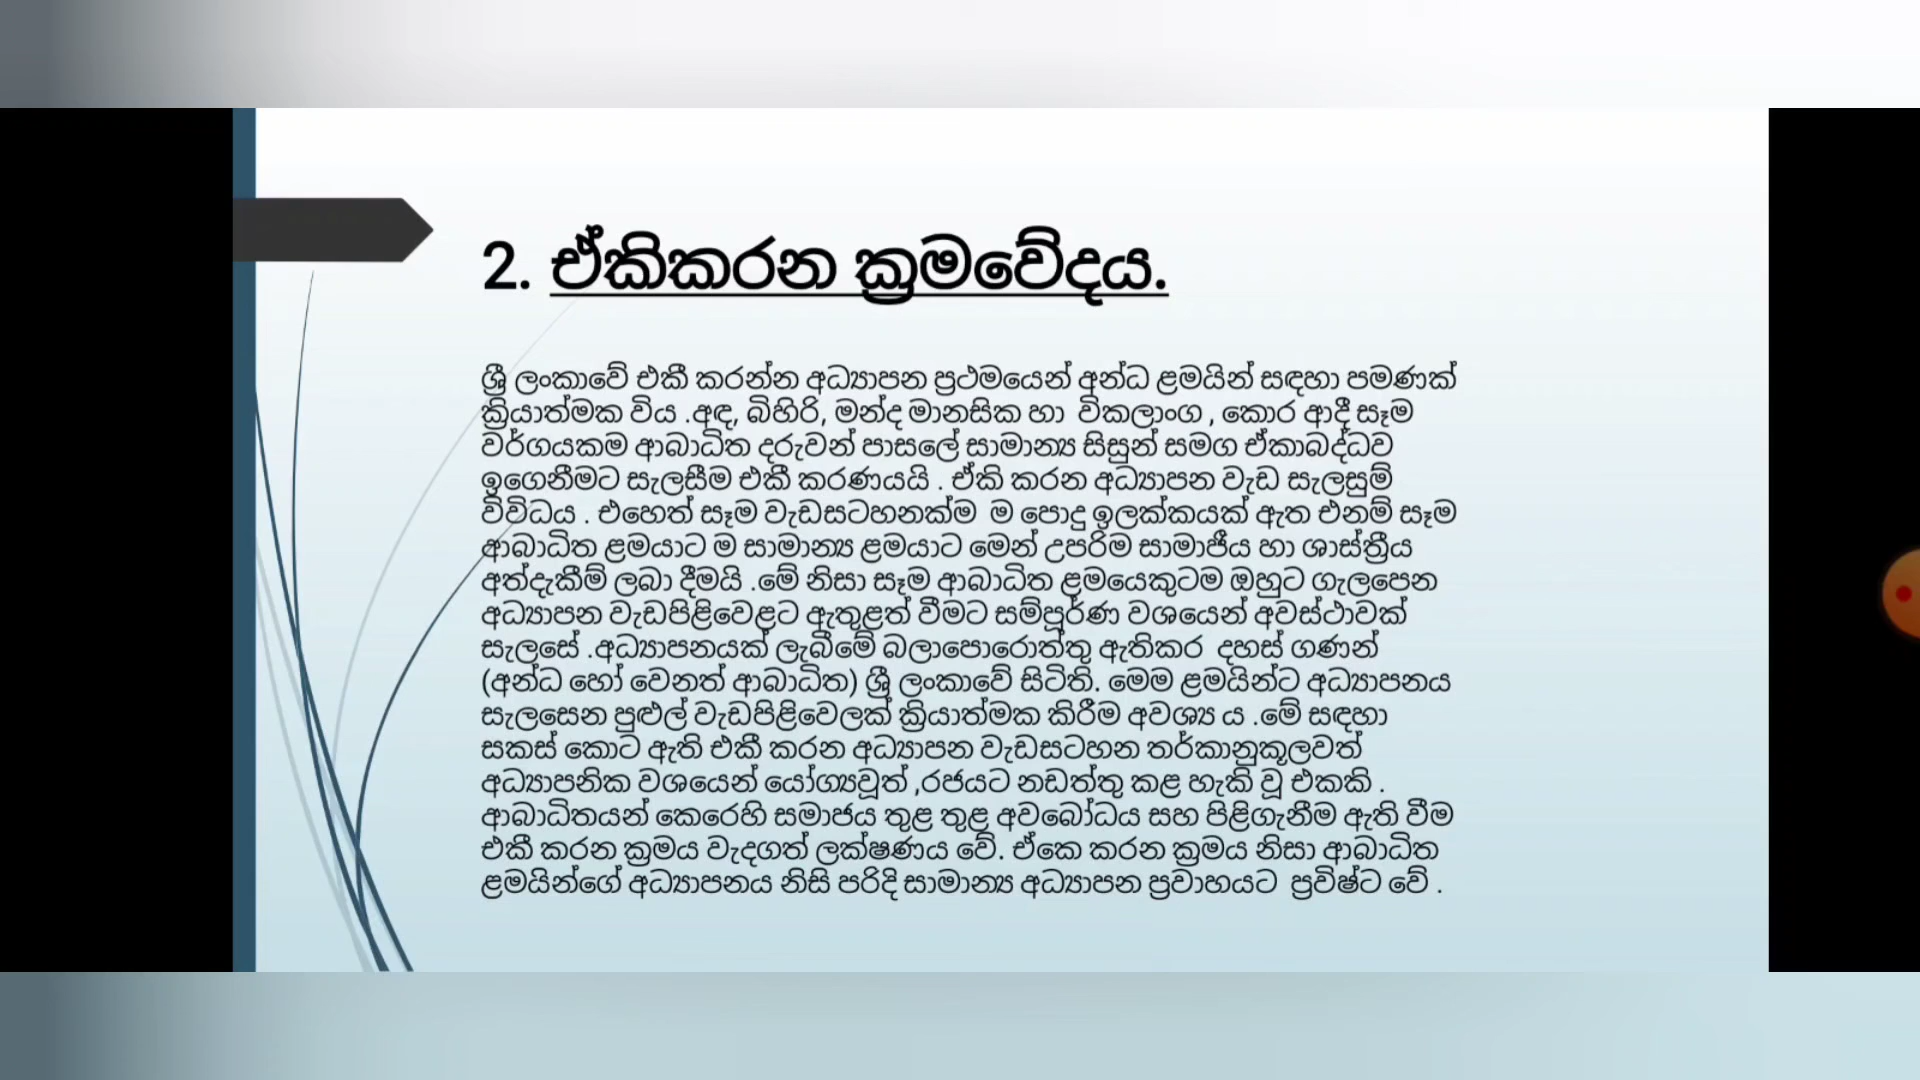 2. ඒකිකරන ක්‍රමවේදය.
ශ්‍රී ලංකාවේ එකී කරන්න අධ්‍යාපන ප්‍රථමයෙන් අන්ධ ළමයින් සඳහා පමණක්
ක්‍රියාත්මක විය .අඳ, බිහිරි, මන්ද මානසික හා විකලාංග , කොර ආදී සෑම
වර්ගයකම ආබාධිත දරුවන් පාසලේ සාමාන්‍ය සිසුන් සමග ඒකාබද්ධව
ඉගෙනීමට සැලසීම එකී කරණයයි . ඒකි කරන අධ්‍යාපන වැඩ සැලසුම්
විවිධය . එහෙත් සෑම වැඩසටහනක්ම ම පොදු ඉලක්කයක් ඇත එනම් සෑම
ආබාධිත ළමයාට ම සාමාන්‍ය ළමයාට මෙන් උපරිම සාමාජීය හා ශාස්ත්‍රීය
අත්දැකීම් ලබා දීමයි .මේ නිසා සෑම ආබාධිත ළමයෙකුටම ඔහුට ගැලපෙන
අධ්‍යාපන වැඩපිළිවෙළට ඇතුළත් වීමට සම්පූර්ණ වශයෙන් අවස්ථාවක්
සැලසේ .අධ්‍යාපනයක් ලැබීමේ බලාපොරොත්තු ඇතිකර දහස් ගණන්
(අන්ධ හෝ වෙනත් ආබාධිත) ශ්‍රී ලංකාවේ සිටිති. මෙම ළමයින්ට අධ්‍යාපනය
සැලසෙන පුළුල් වැඩපිළිවෙලක් ක්‍රියාත්මක කිරීම අවශ්‍ය ය .මේ සඳහා
සකස් කොට ඇති එකී කරන අධ්‍යාපන වැඩසටහන තර්කානුකූලවත්
අධ්‍යාපනික වශයෙන් යෝග්‍යවූත් ,රජයට නඩත්තු කළ හැකි වූ එකකි .
ආබාධිතයන් කෙරෙහි සමාජය තුළ තුළ අවබෝධය සහ පිළිගැනීම ඇති වීම
එකී කරන ක්‍රමය වැදගත් ලක්ෂණය වේ. ඒකෙ කරන ක්‍රමය නිසා ආබාධිත
ළමයින්ගේ අධ්‍යාපනය නිසි පරිදි සාමාන්‍ය අධ්‍යාපන ප්‍රවාහයට ප්‍රවිෂ්ට වේ .